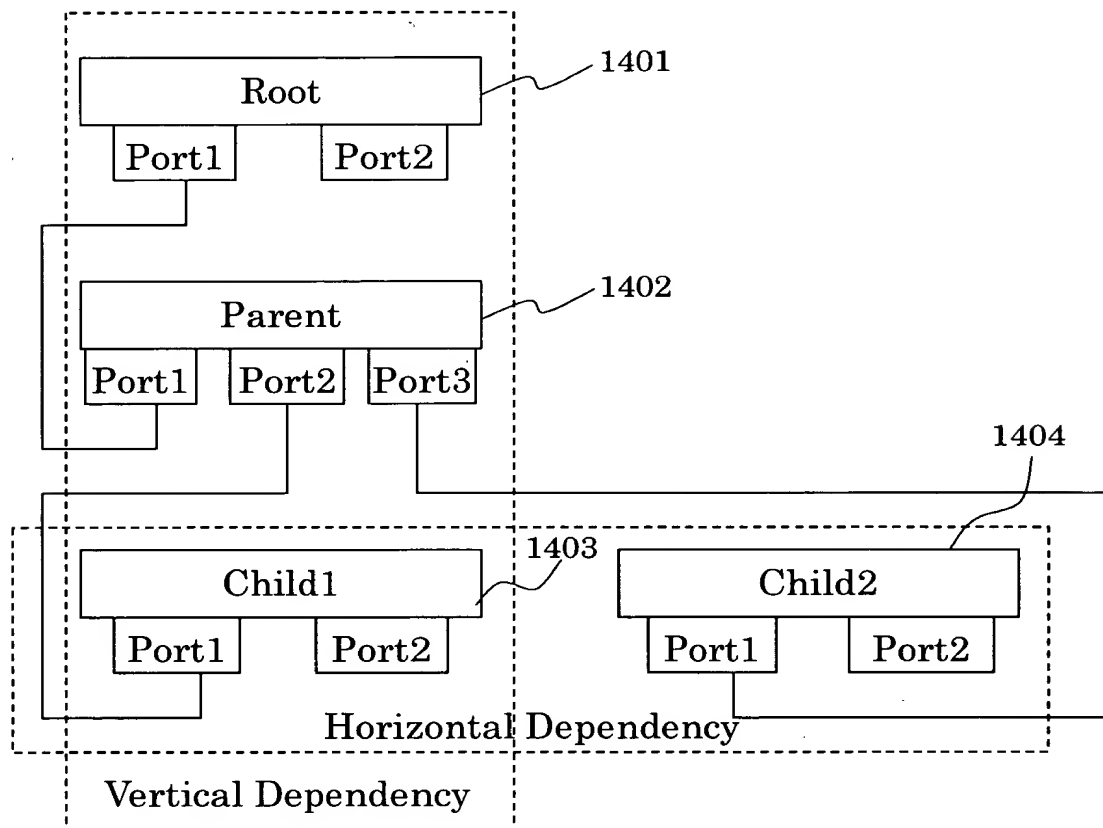 1401
Root
Port1 Port2
1402
Parent
Port1 Port2 Port3
1404
1403
Child1 Child2
Port1 Port2 Port1 Port2
Horizontal Dependency
Vertical Dependency